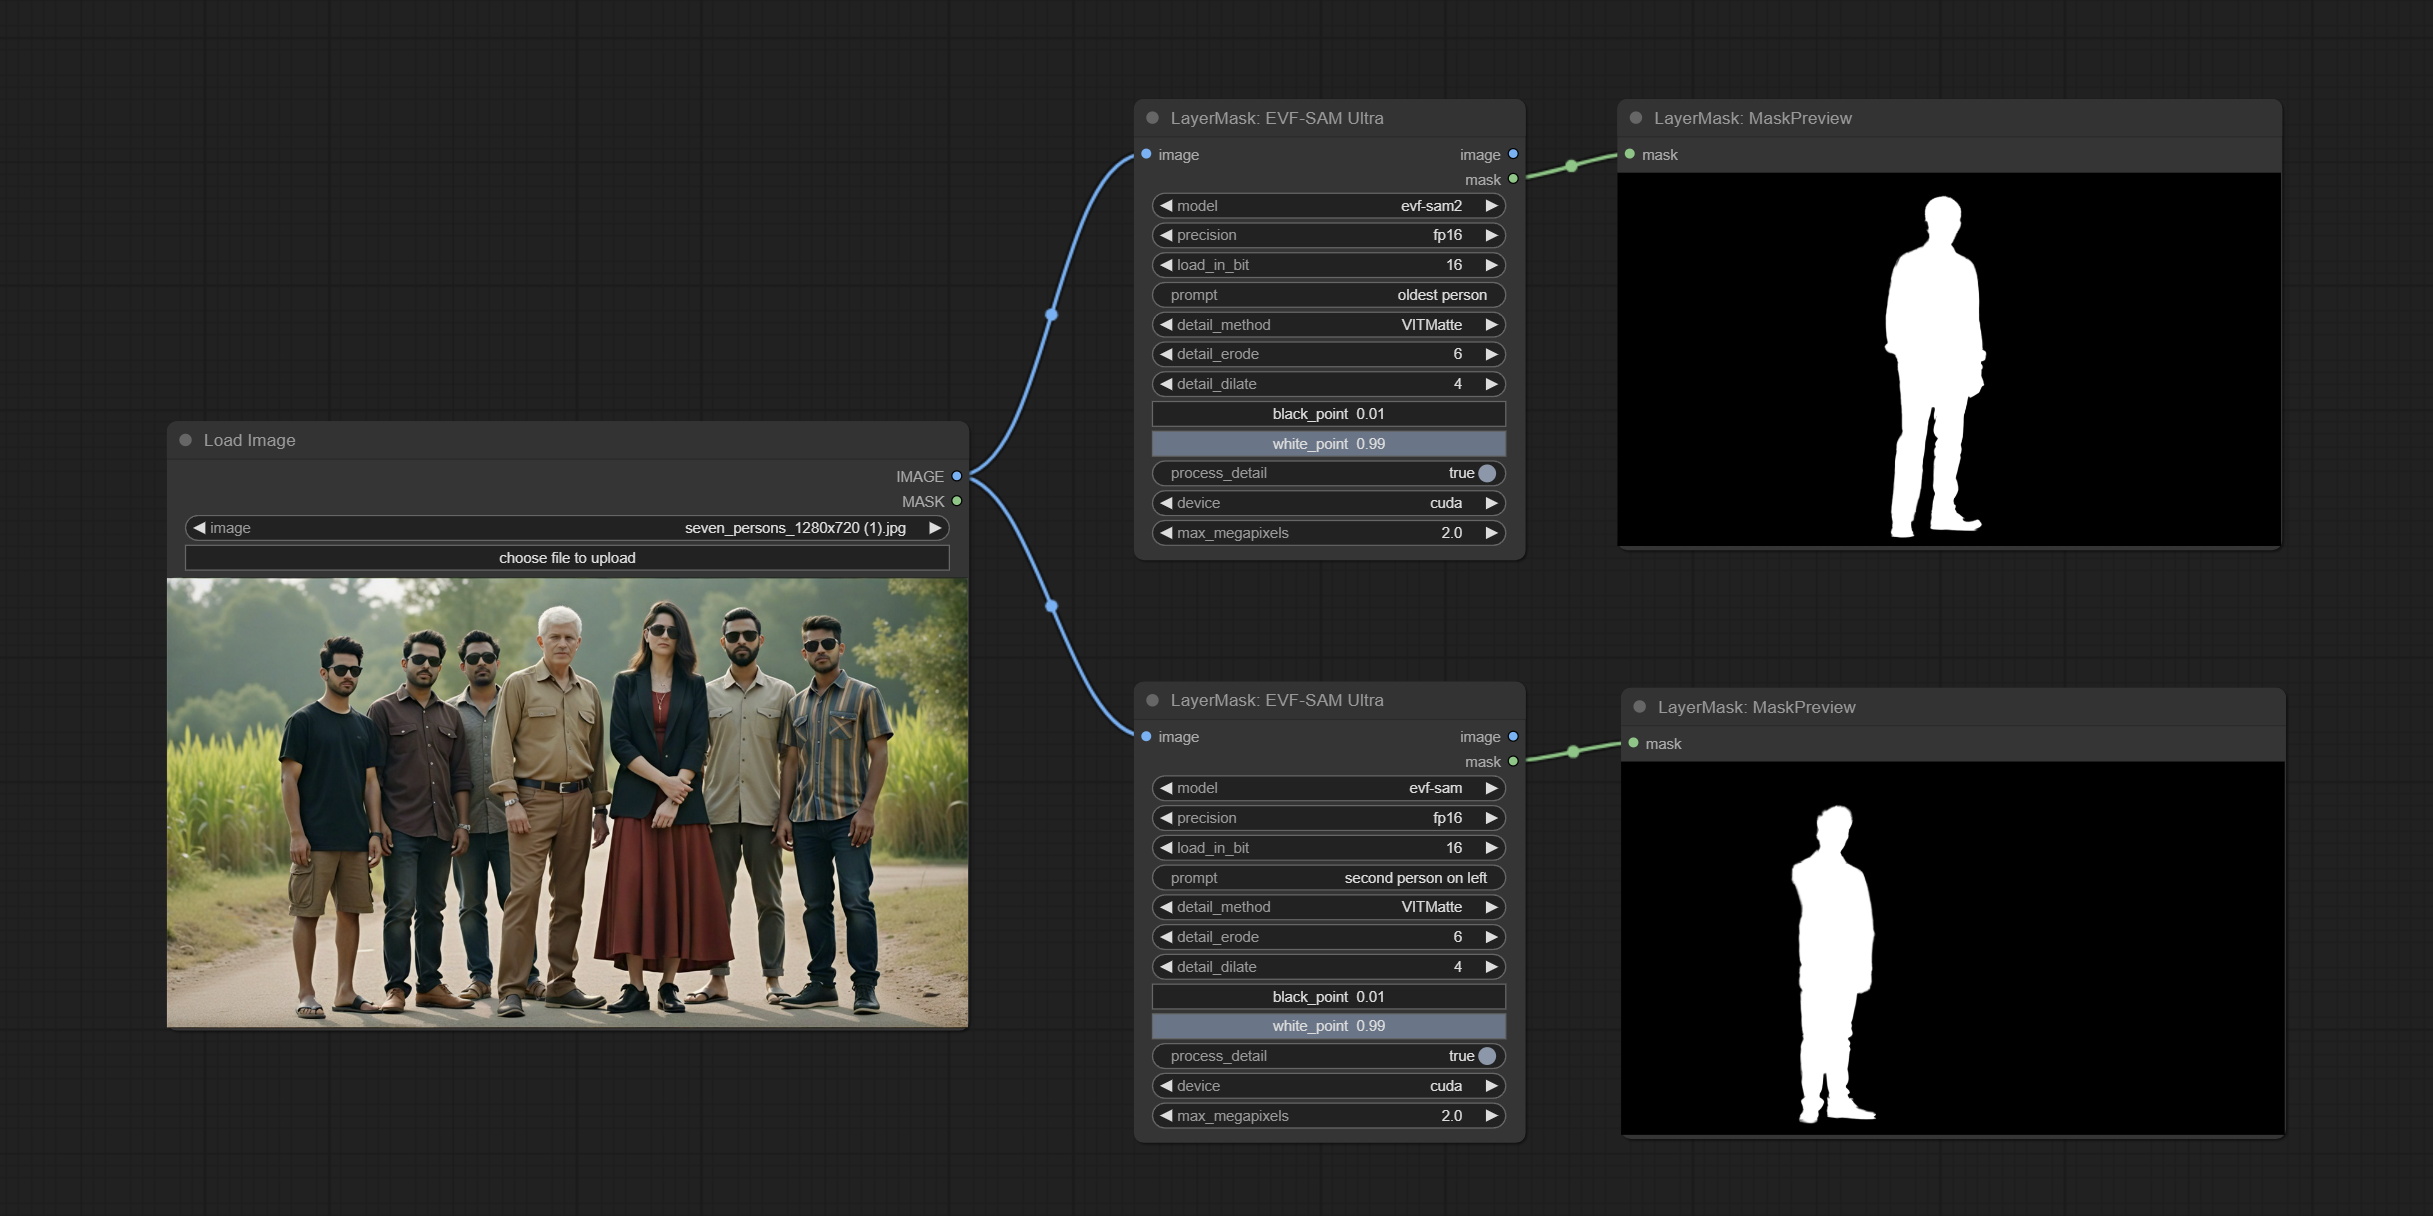 Load Image
IMAGE
MASK
image seven_persons_1280x720 (1).jpg
choose file to upload
LayerMask: EVF-SAM Ultra
image image
mask
model evf-sam2
precision fp16
load_in_bit 16
prompt oldest person
detail_method VITMatte
detail_erode 6
detail_dilate 4
black_point 0.01
white_point 0.99
process_detail true
device cuda
max_megapixels 2.0
LayerMask: MaskPreview
mask
LayerMask: EVF-SAM Ultra
image image
mask
model evf-sam
precision fp16
load_in_bit 16
prompt second person on left
detail_method VITMatte
detail_erode 6
detail_dilate 4
black_point 0.01
white_point 0.99
process_detail true
device cuda
max_megapixels 2.0
LayerMask: MaskPreview
mask